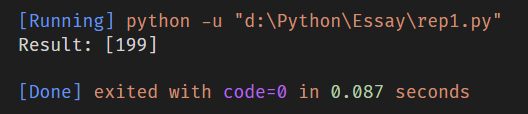 [Running] python -u "d:\Python\Essay\rep1.py"
Result: [199]
[Done] exited with code=0 in 0.087 seconds